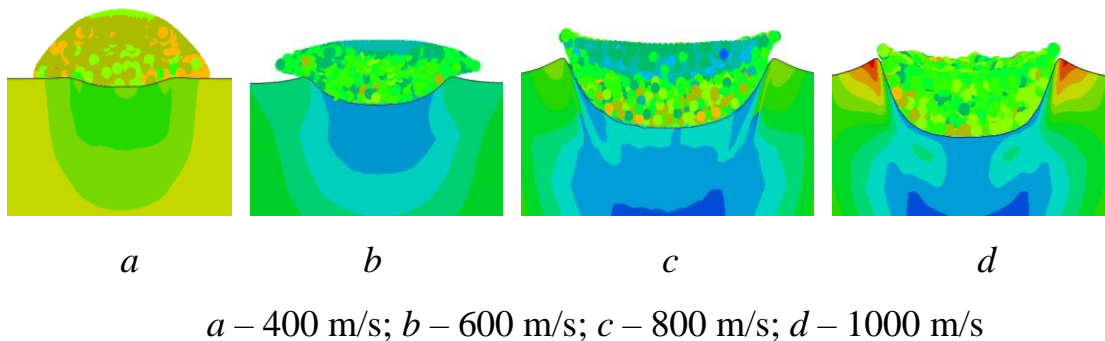 a b c d
a – 400 m/s; b – 600 m/s; c – 800 m/s; d – 1000 m/s